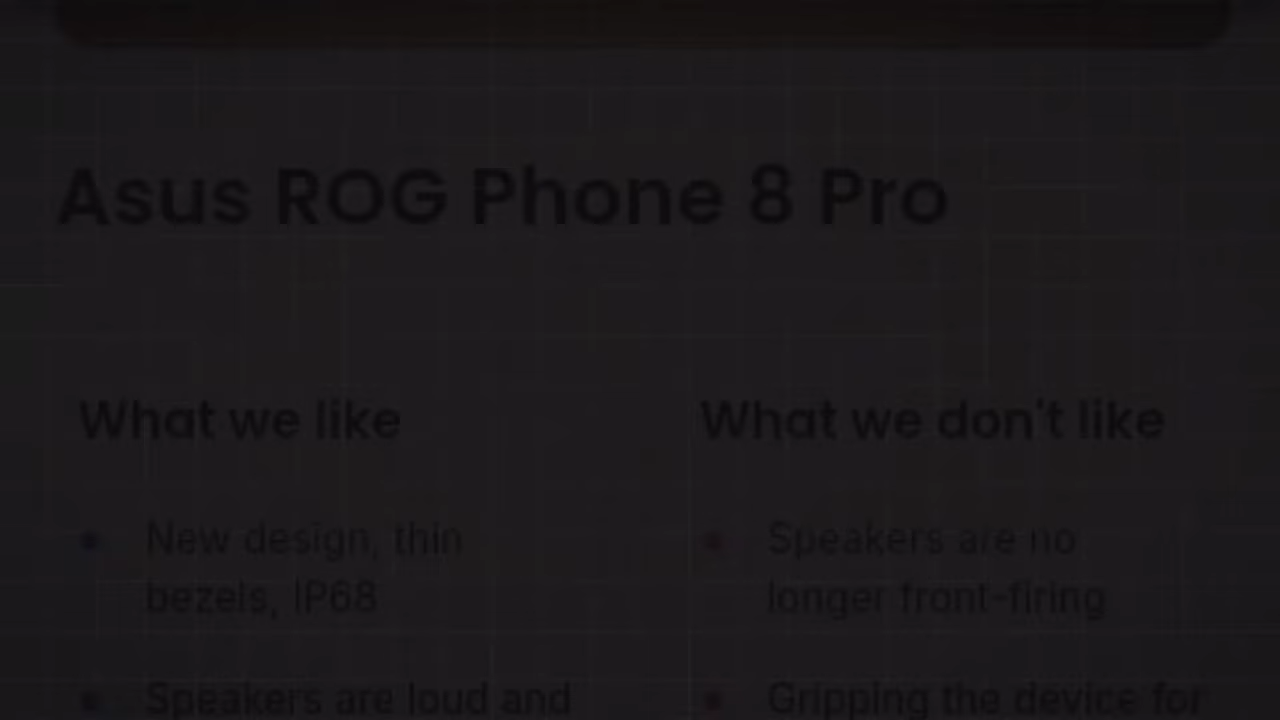 Asus ROG Phone 8 Pro
What we like
What we don't like
New design, thin
bezels, IP68
Speakers are no
longer front-firing
Speakers are loud and
Gripping the device for